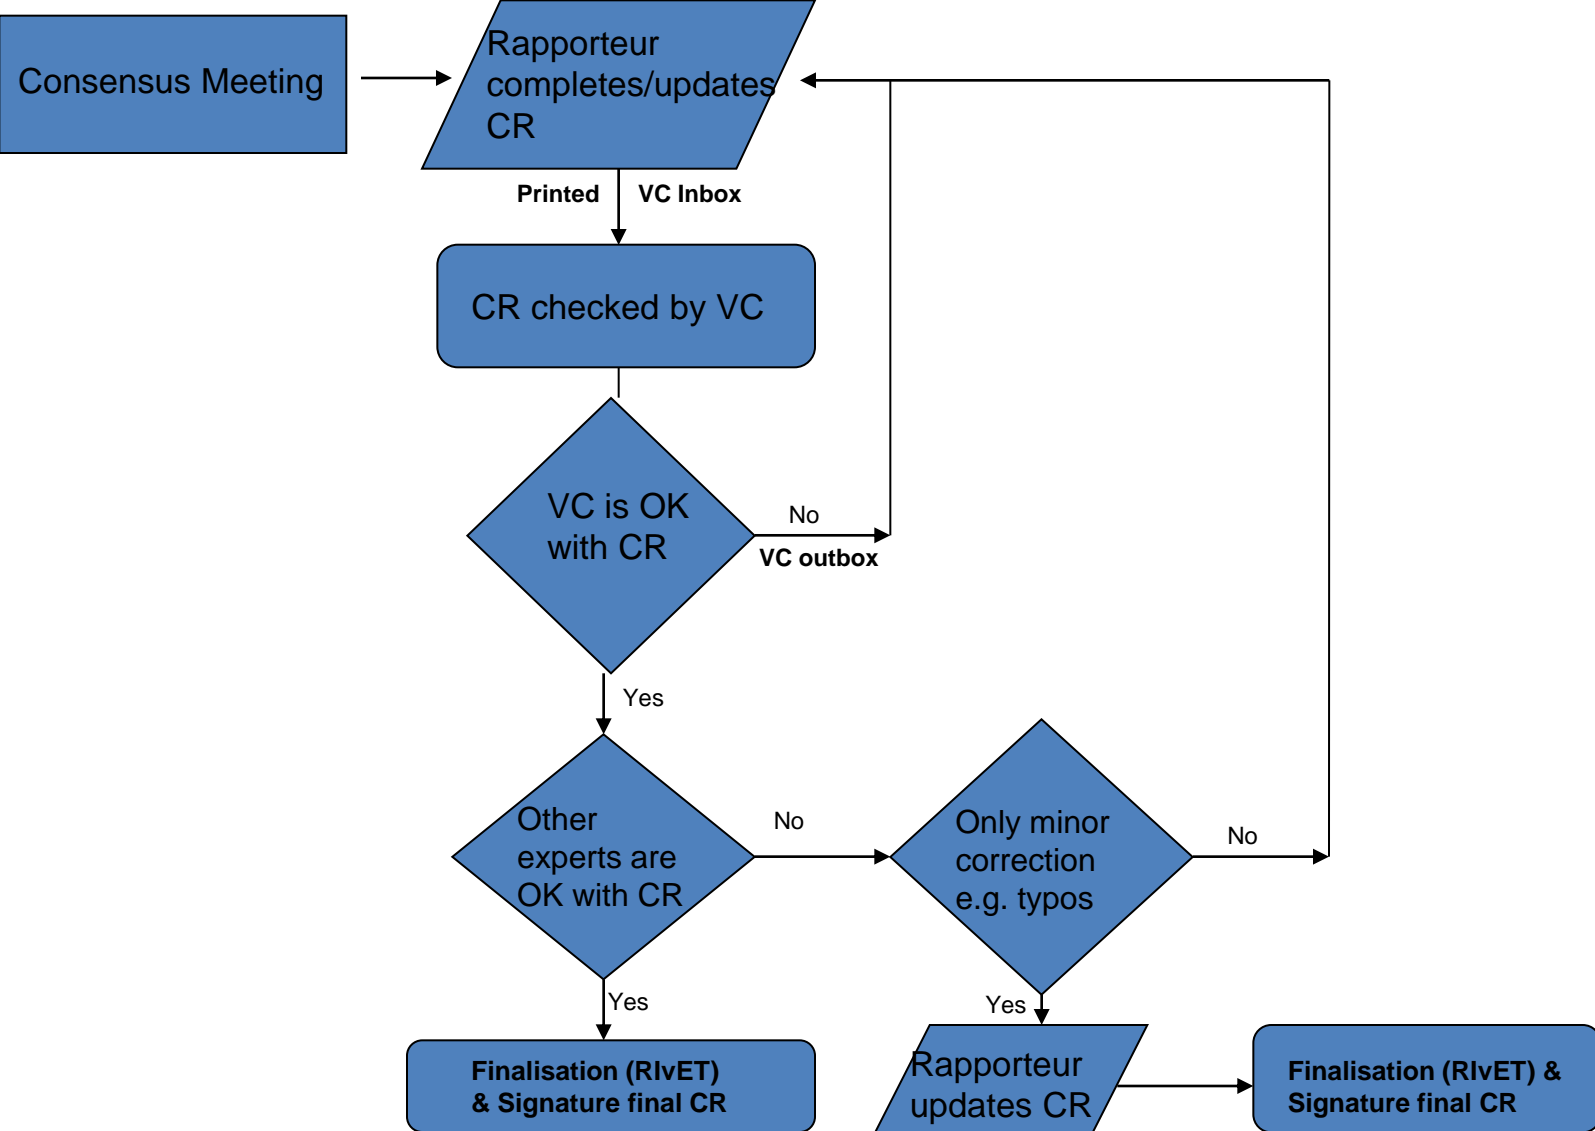 Consensus Meeting
Rapporteur
completes/updates
CR
Printed
VC Inbox
CR checked by VC
VC is OK
with CR
No
VC outbox
Yes
Other
experts are
OK with CR
No
Only minor
correction
e.g. typos
No
Yes
Yes
Finalisation (RIvET)
& Signature final CR
Rapporteur
updates CR
Finalisation (RIvET) &
Signature final CR